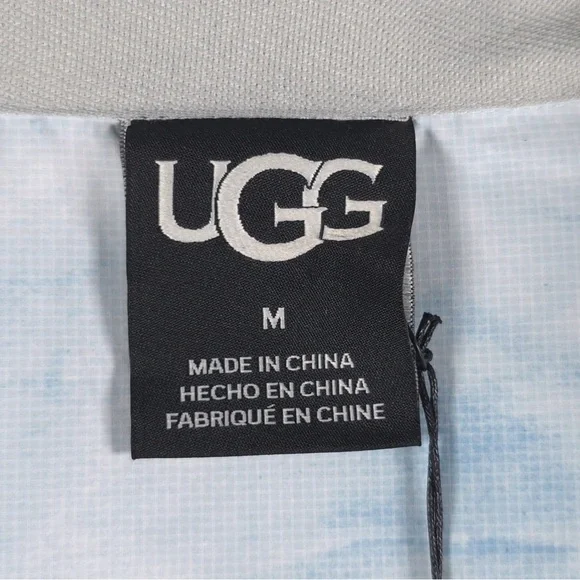 UGG
M
MADE IN CHINA
HECHO EN CHINA
FABRIQUÉ EN CHINE